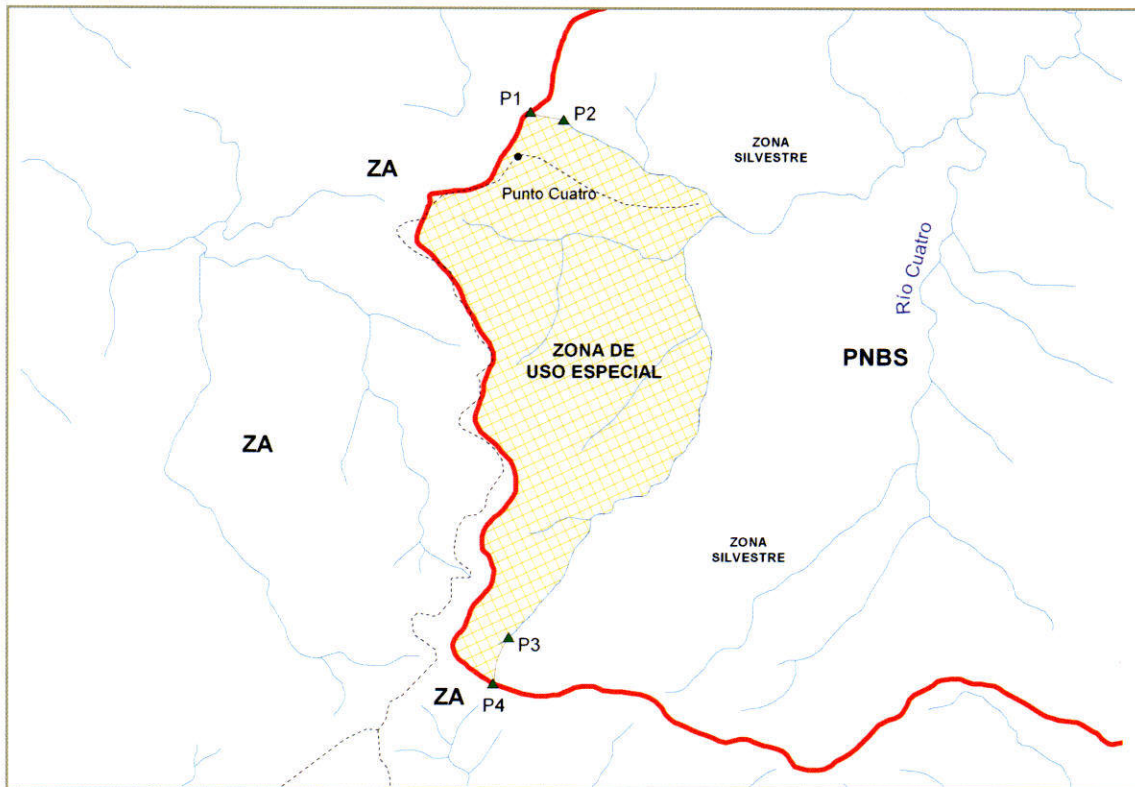 P1
P2
ZONA
SILVESTRE
ZA
Punto Cuatro
Río Cuatro
ZONA DE
USO ESPECIAL
PNBS
ZA
ZONA
SILVESTRE
P3
ZA
P4